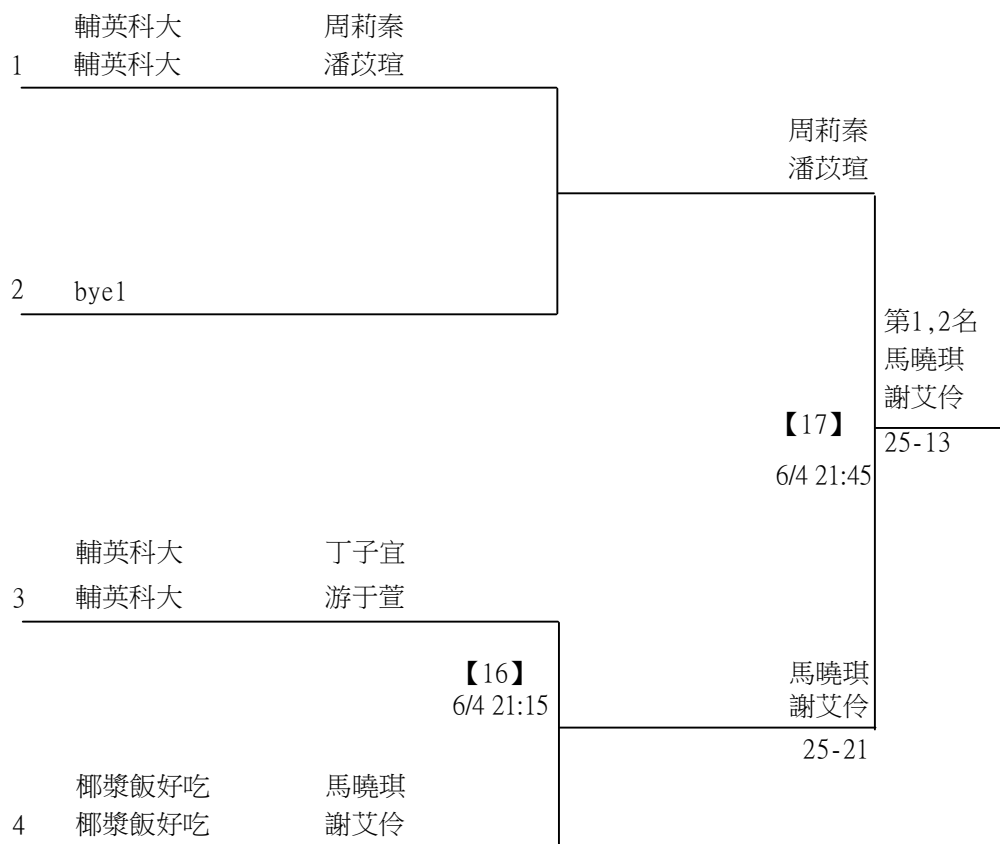 輔英科大 周莉秦
1 輔英科大 潘苡瑄
周莉秦
潘苡瑄
2 bye1
第1,2名
馬曉琪
謝艾伶
【17】
25-13
6/4 21:45
輔英科大 丁子宜
3 輔英科大 游于萱
【16】
6/4 21:15
馬曉琪
謝艾伶
25-21
椰漿飯好吃 馬曉琪
4 椰漿飯好吃 謝艾伶